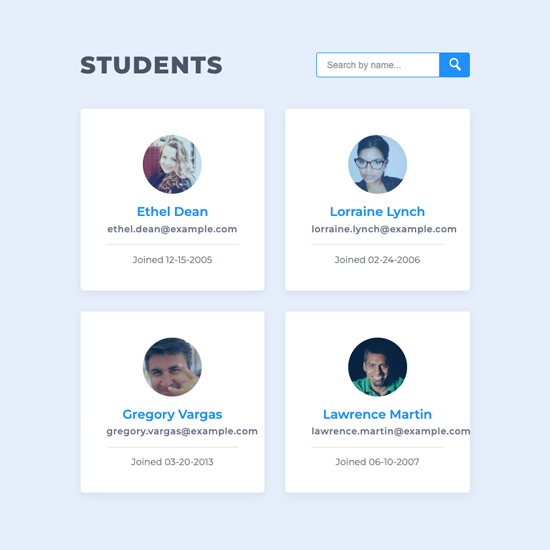 STUDENTS
Search by name...
Ethel Dean
ethel.dean@example.com
Joined 12-15-2005
Lorraine Lynch
lorraine.lynch@example.com
Joined 02-24-2006
Gregory Vargas
gregory.vargas@example.com
Joined 03-20-2013
Lawrence Martin
lawrence.martin@example.com
Joined 06-10-2007